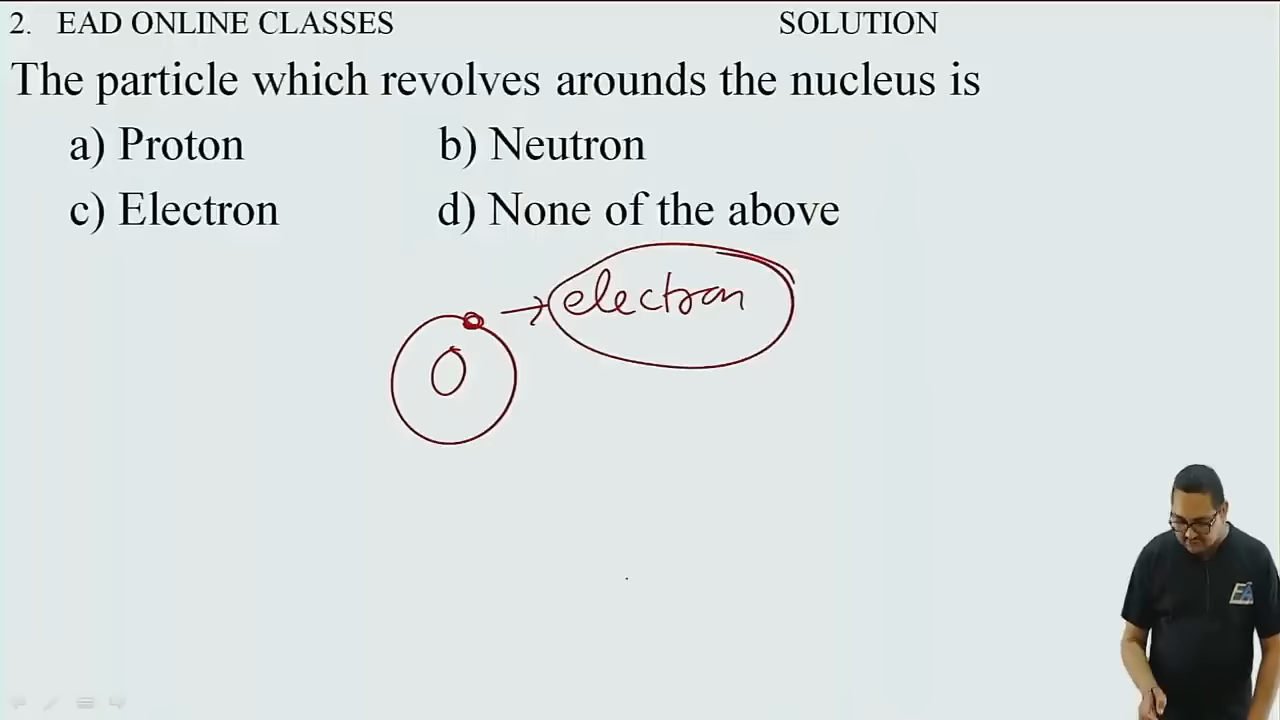 2. EAD ONLINE CLASSES SOLUTION
The particle which revolves arounds the nucleus is
a) Proton b) Neutron
c) Electron d) None of the above
electron
EA